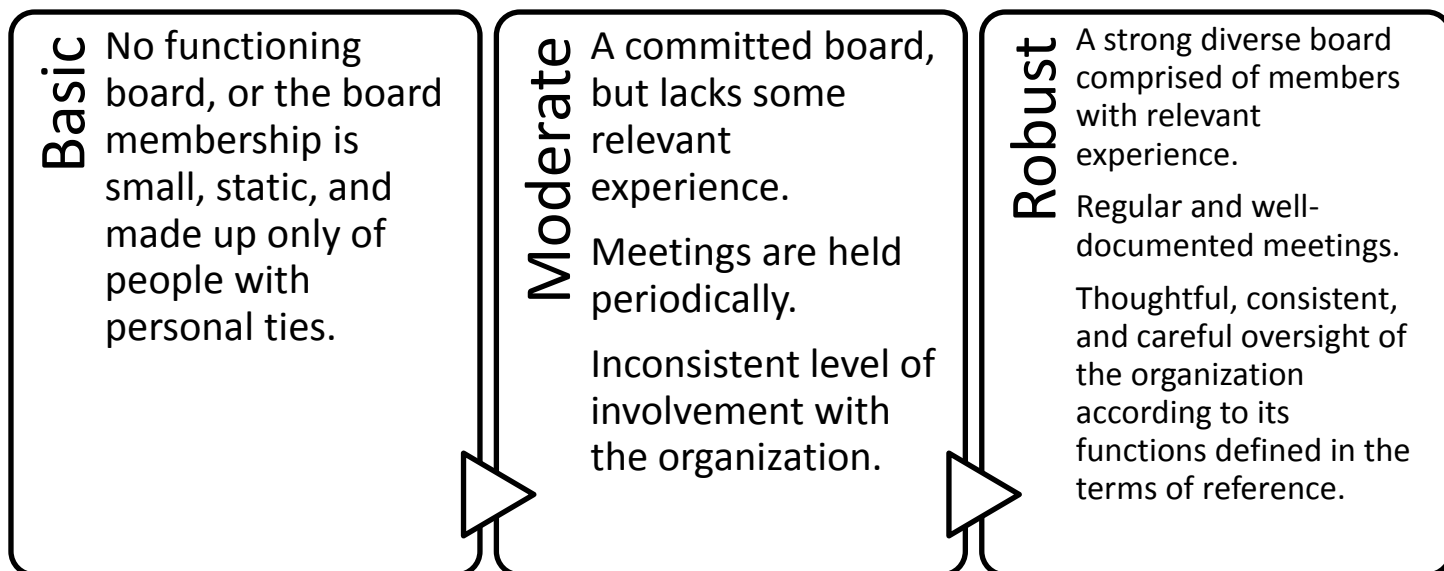 Basic
No functioning
board, or the board
membership is
small, static, and
made up only of
people with
personal ties.
Moderate
A committed board,
but lacks some
relevant
experience.
Meetings are held
periodically.
Inconsistent level of
involvement with
the organization.
Robust
A strong diverse board
comprised of members
with relevant
experience.
Regular and well-
documented meetings.
Thoughtful, consistent,
and careful oversight of
the organization
according to its
functions defined in the
terms of reference.